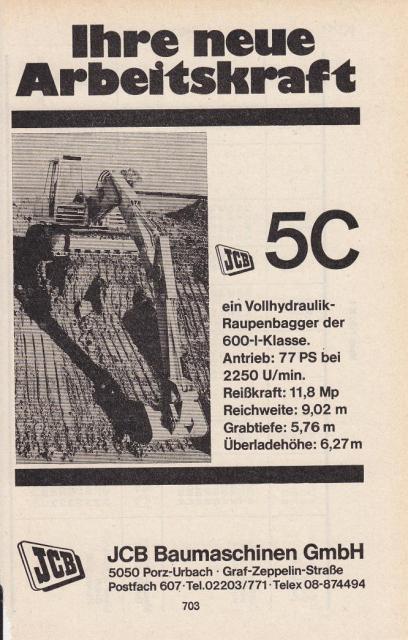 Ihre neue
Arbeitskraft
JCB 5C
ein Vollhydraulik-
Raupenbagger der
600-l-Klasse.
Antrieb: 77 PS bei
2250 U/min.
Reißkraft: 11,8 Mp
Reichweite: 9,02 m
Grabtiefe: 5,76 m
Überladehöhe: 6,27 m
JCB
JCB Baumaschinen GmbH
5050 Porz-Urbach · Graf-Zeppelin-Straße
Postfach 607 · Tel.02203/771 · Telex 08-874494
703